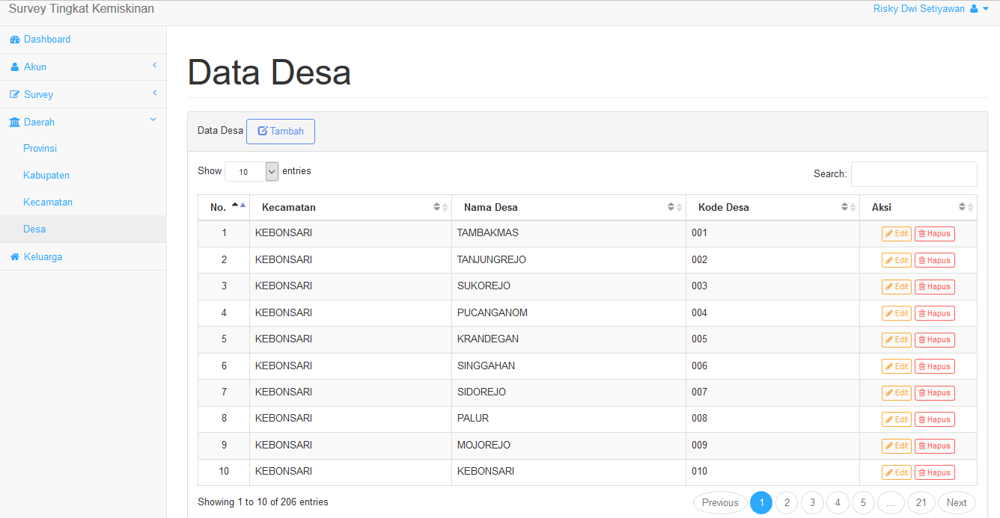 Survey Tingkat Kemiskinan
Risky Dwi Setiyawan
Dashboard
Akun
Survey
Daerah
Provinsi
Kabupaten
Kecamatan
Desa
Keluarga
Data Desa
Data Desa Tambah
Show 10 entries
Search:
No. Kecamatan Nama Desa Kode Desa Aksi
1 KEBONSARI TAMBAKMAS 001 Edit Hapus
2 KEBONSARI TANJUNGREJO 002 Edit Hapus
3 KEBONSARI SUKOREJO 003 Edit Hapus
4 KEBONSARI PUCANGANOM 004 Edit Hapus
5 KEBONSARI KRANDEGAN 005 Edit Hapus
6 KEBONSARI SINGGAHAN 006 Edit Hapus
7 KEBONSARI SIDOREJO 007 Edit Hapus
8 KEBONSARI PALUR 008 Edit Hapus
9 KEBONSARI MOJOREJO 009 Edit Hapus
10 KEBONSARI KEBONSARI 010 Edit Hapus
Showing 1 to 10 of 206 entries
Previous 1 2 3 4 5 ... 21 Next